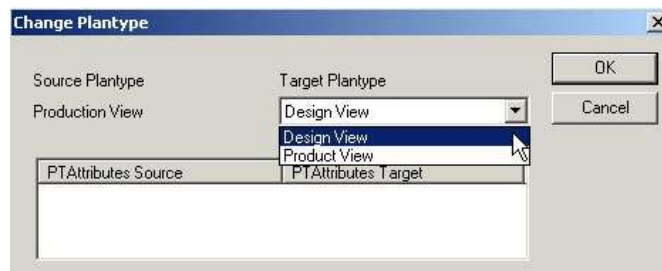 Change Plantype
Source Plantype Target Plantype OK
Production View Design View Cancel
Design View
Product View
PTAttributes Source PTAttributes Target